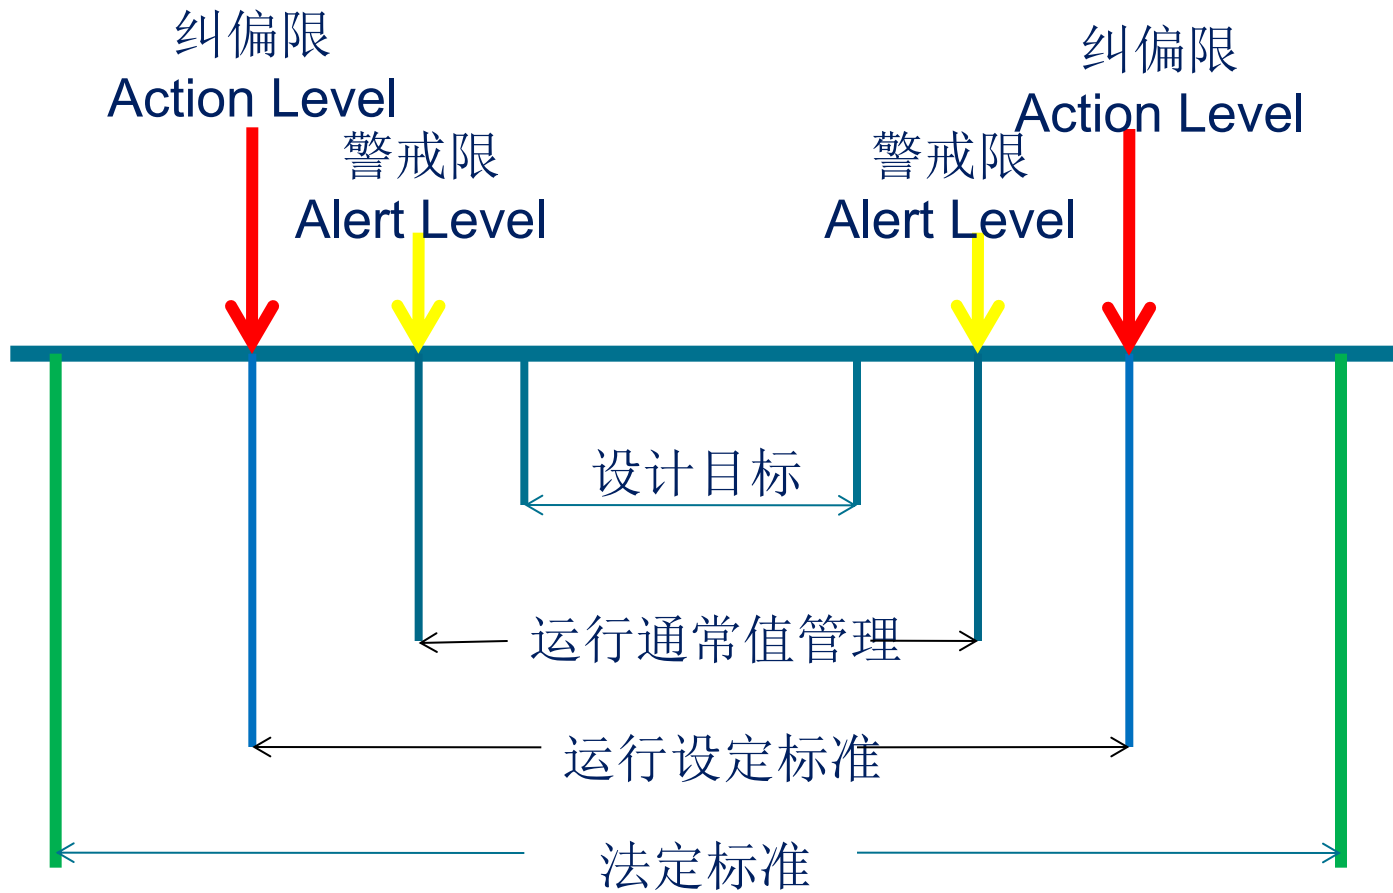 纠偏限
Action Level
纠偏限
Action Level
警戒限
Alert Level
警戒限
Alert Level
设计目标
运行通常值管理
运行设定标准
法定标准